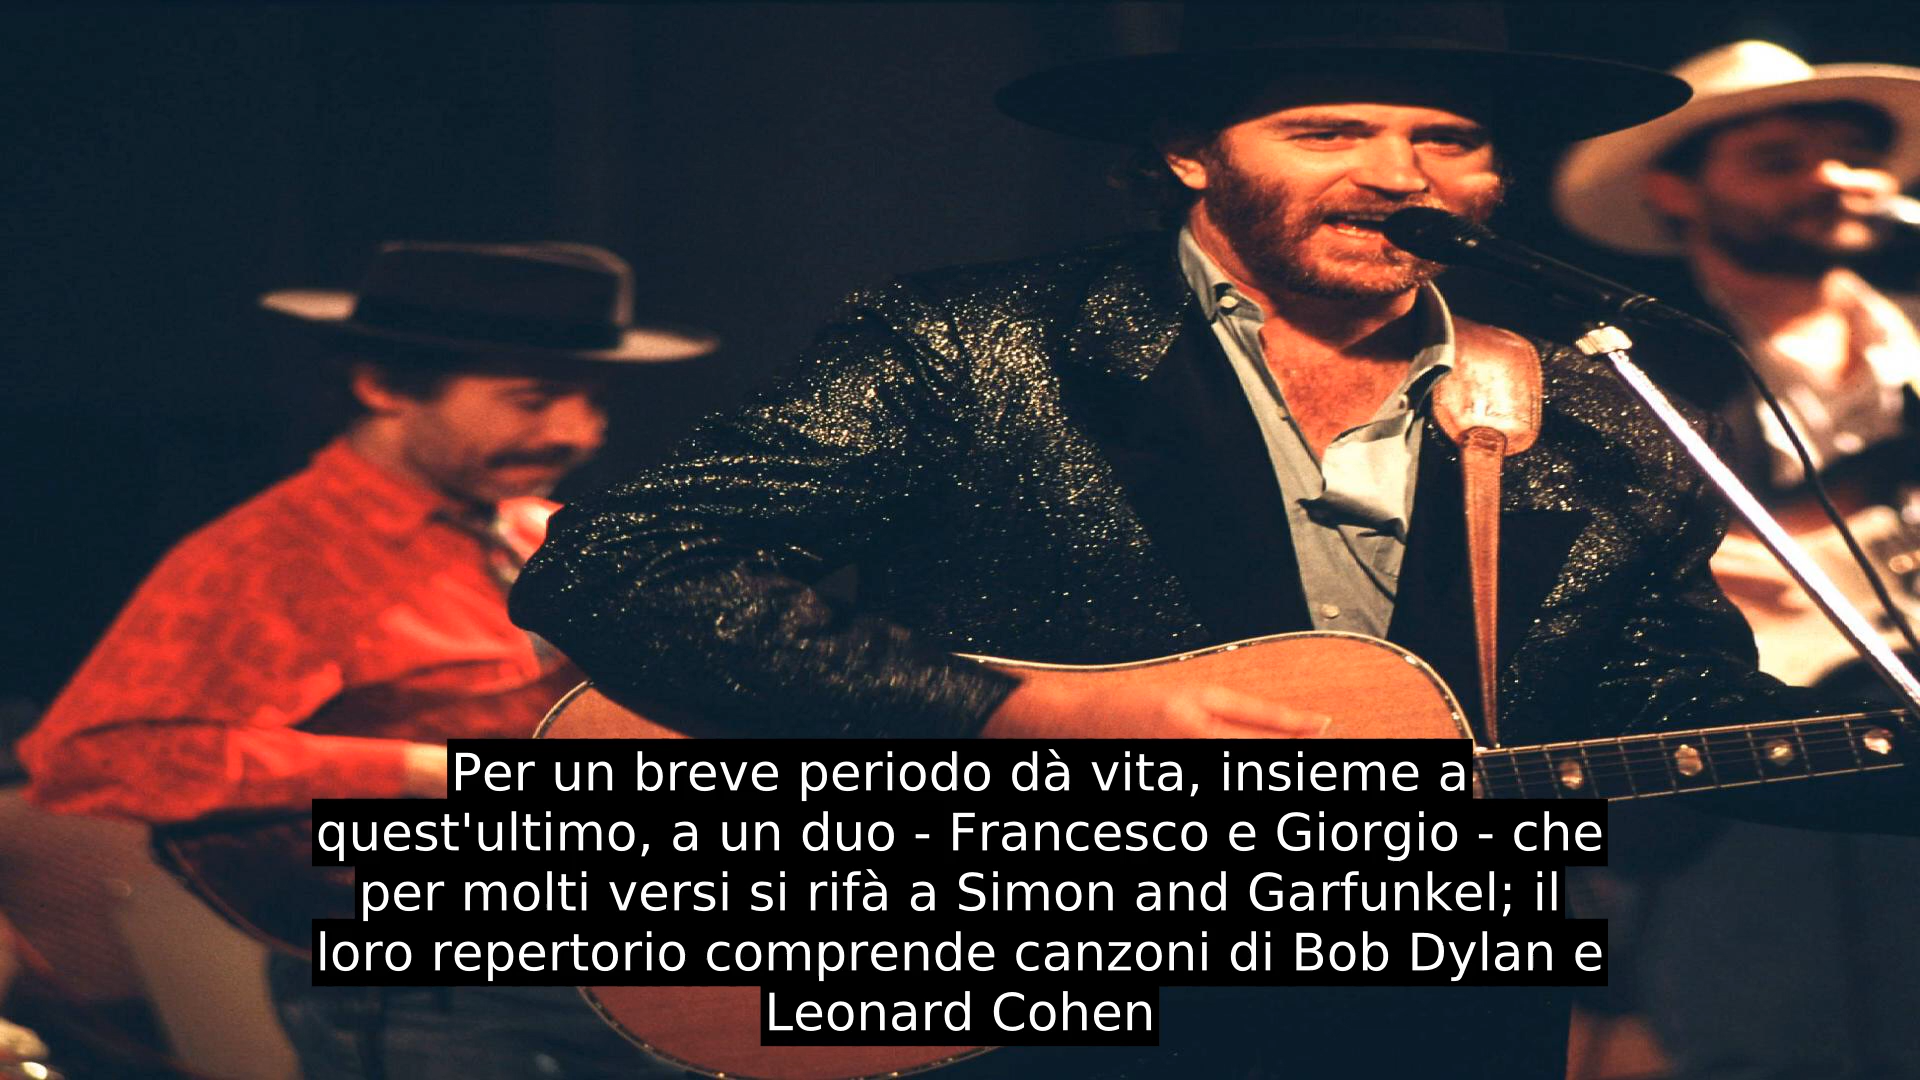 Per un breve periodo dà vita, insieme a
quest'ultimo, a un duo - Francesco e Giorgio - che
per molti versi si rifà a Simon and Garfunkel; il
loro repertorio comprende canzoni di Bob Dylan e
Leonard Cohen